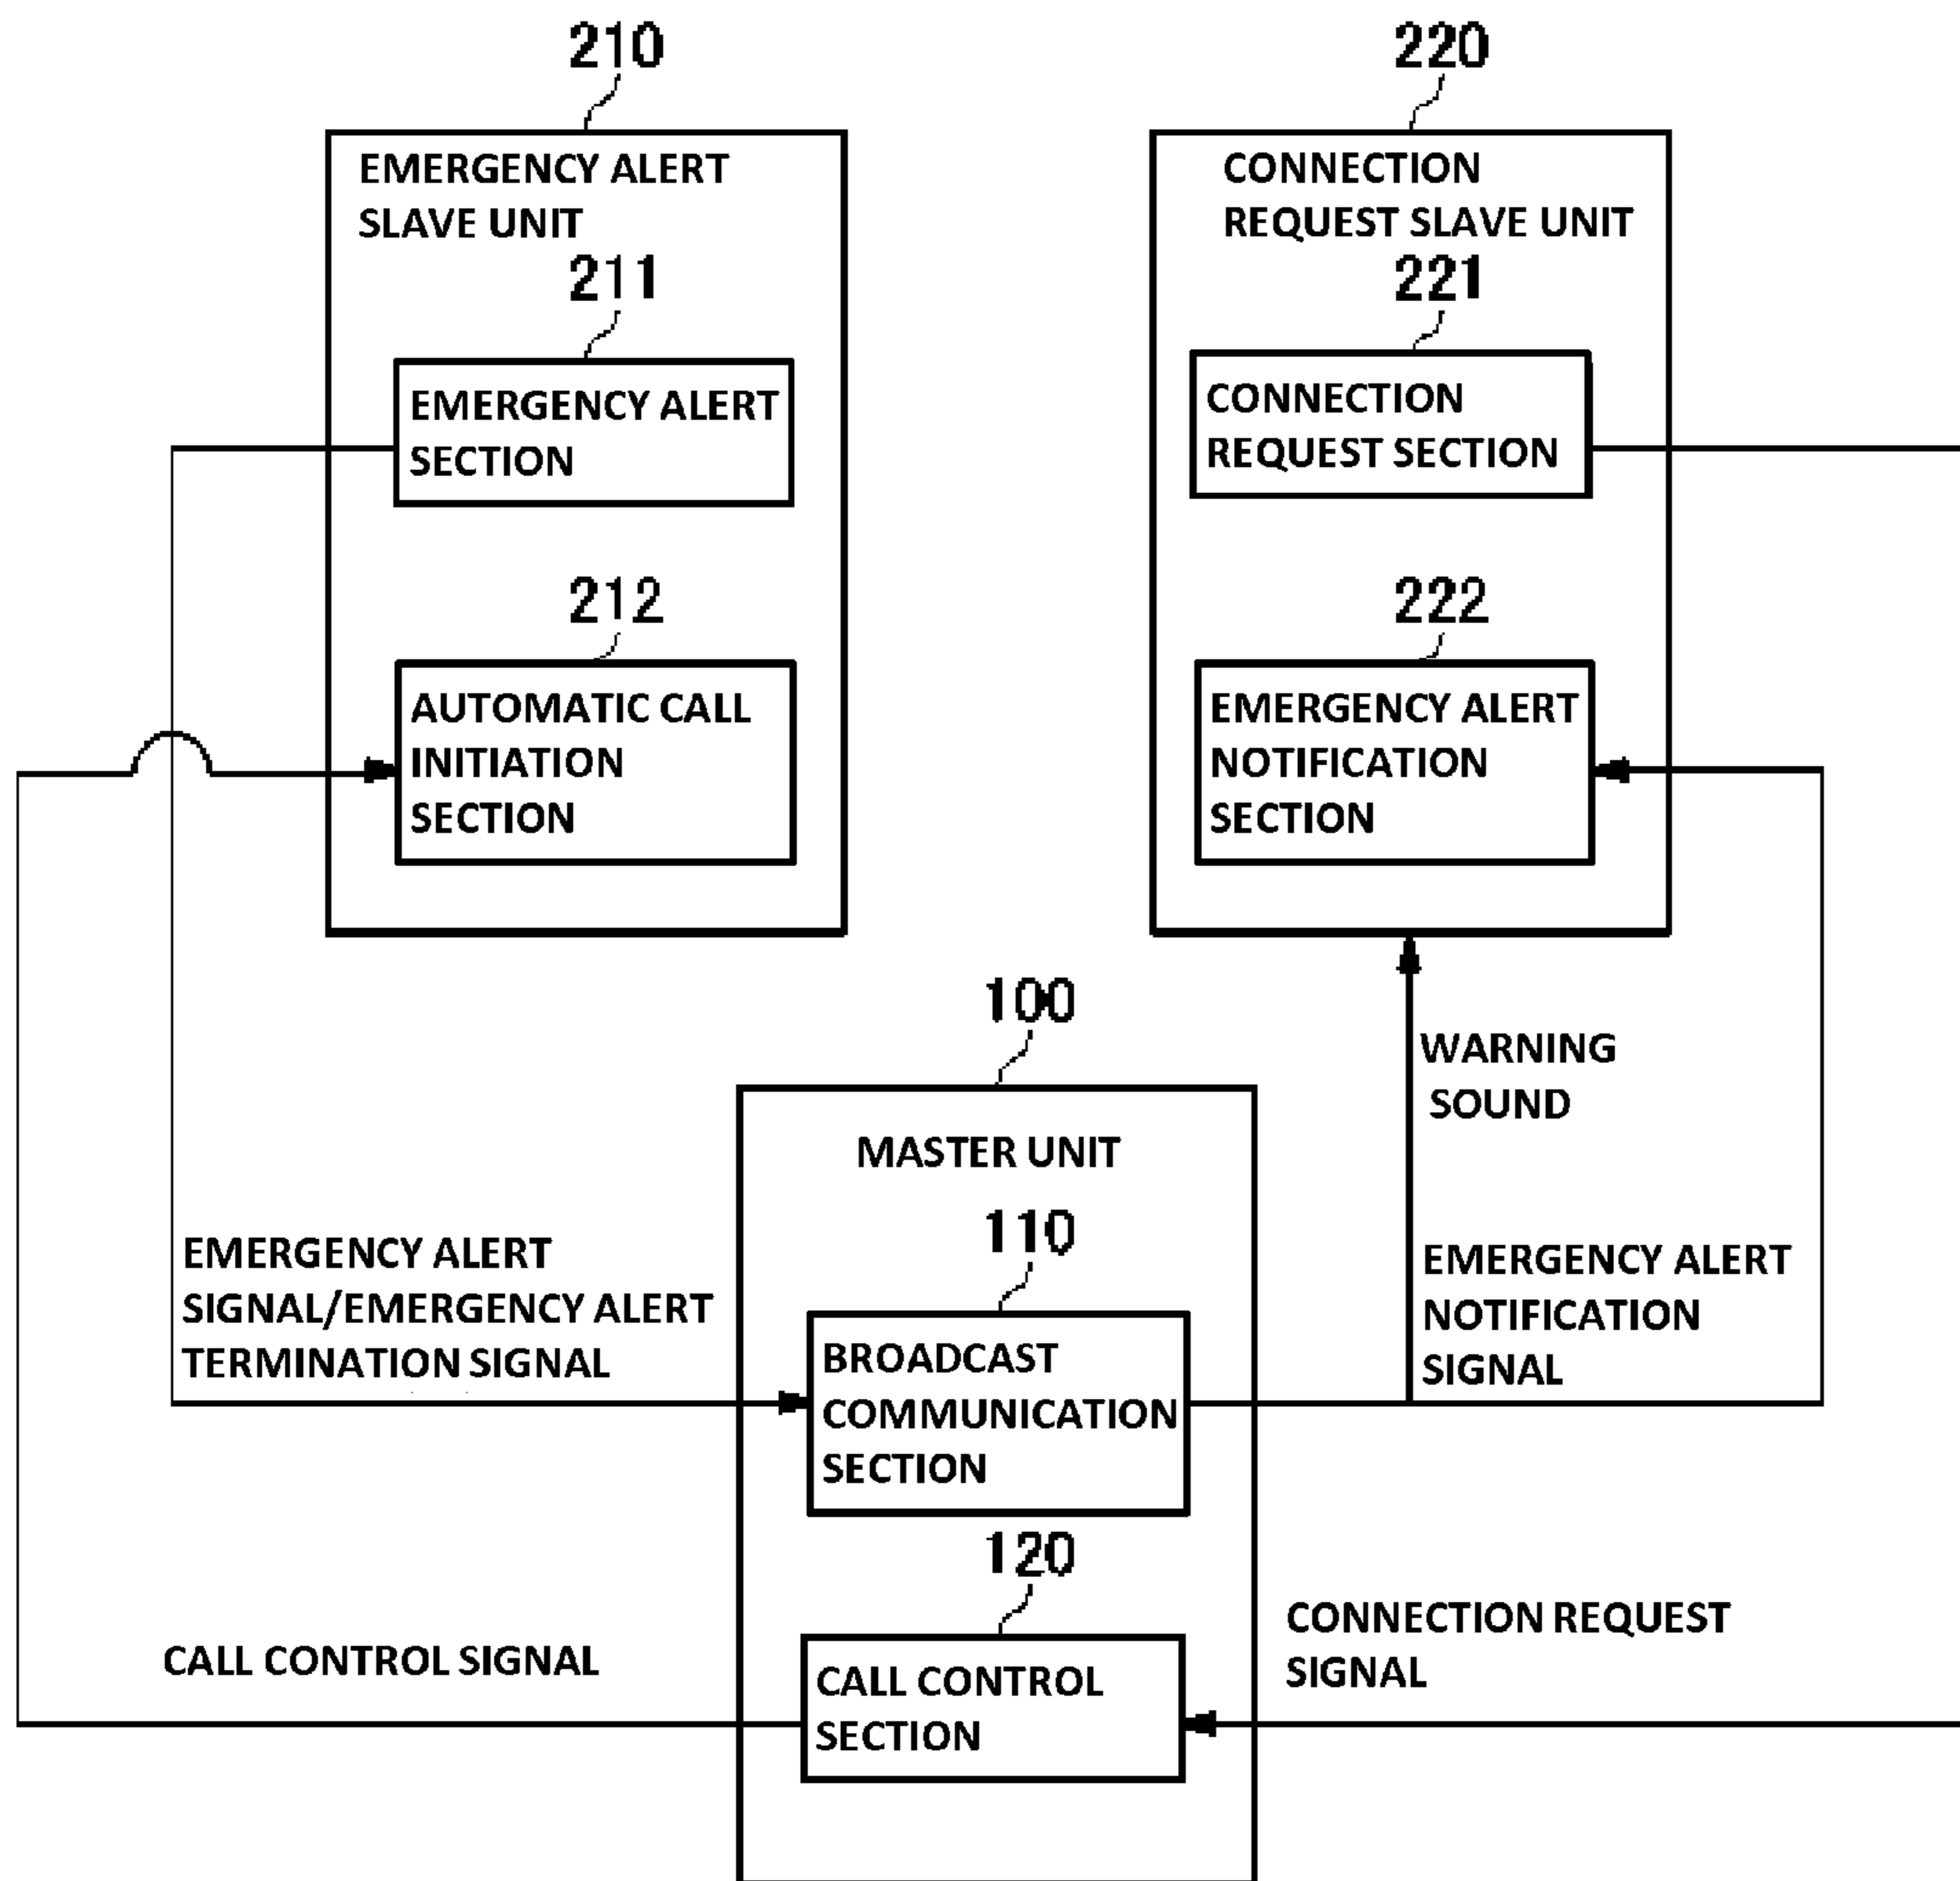 210
EMERGENCY ALERT
SLAVE UNIT
211
EMERGENCY ALERT
SECTION
212
AUTOMATIC CALL
INITIATION
SECTION
220
CONNECTION
REQUEST SLAVE UNIT
221
CONNECTION
REQUEST SECTION
222
EMERGENCY ALERT
NOTIFICATION
SECTION
100
MASTER UNIT
110
BROADCAST
COMMUNICATION
SECTION
120
CALL CONTROL
SECTION
WARNING
SOUND
EMERGENCY ALERT
SIGNAL/EMERGENCY ALERT
TERMINATION SIGNAL
EMERGENCY ALERT
NOTIFICATION
SIGNAL
CALL CONTROL SIGNAL
CONNECTION REQUEST
SIGNAL